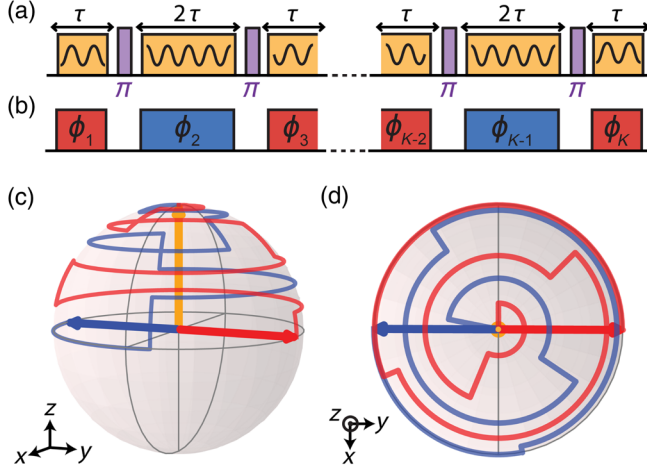 (a) τ 2τ τ τ 2τ τ
π π π π
(b) ϕ1 ϕ2 ϕ3 ϕK-2 ϕK-1 ϕK
(c) (d)
z
x y
z y
x